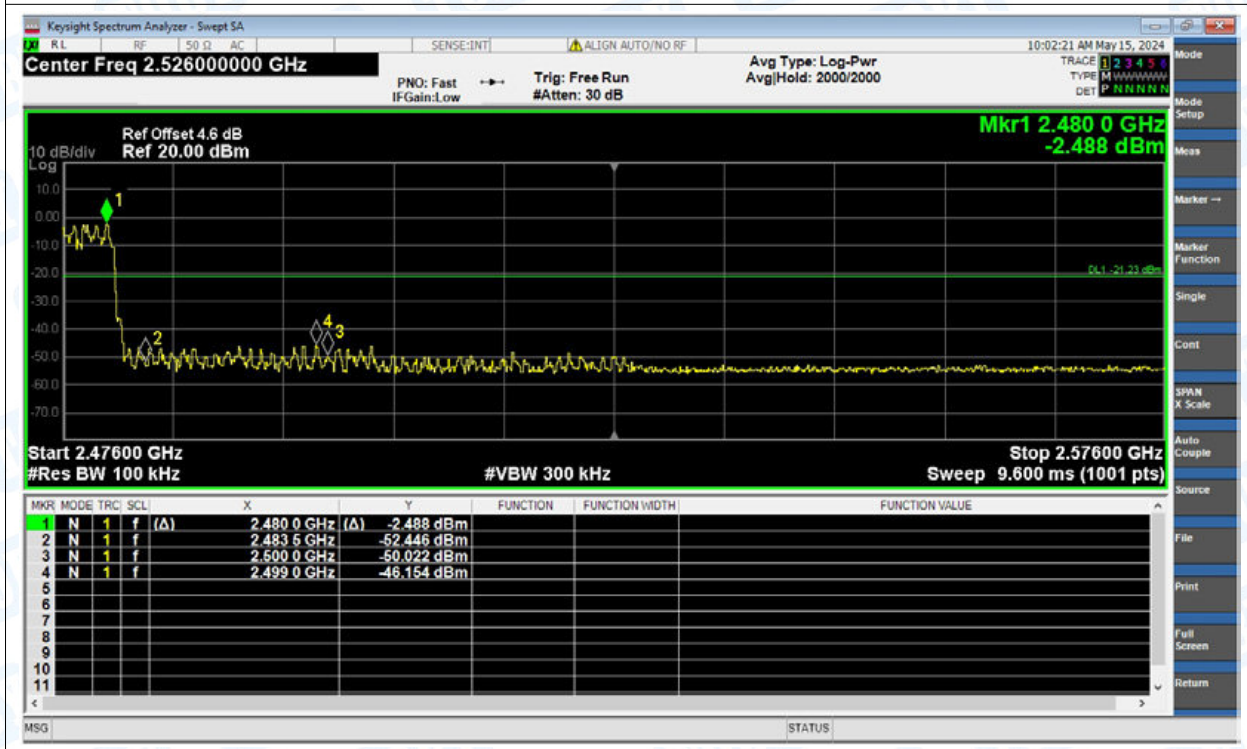 Keysight Spectrum Analyzer - Swept SA
RL RF 50 Ω AC SENSE:INT ALIGN AUTO/NO RF 10:02:21 AM May 15, 2024
Center Freq 2.526000000 GHz
PNO: Fast
IFGain:Low
Trig: Free Run
#Atten: 30 dB
Avg Type: Log-Pwr
Avg|Hold: 2000/2000
TRACE 1 2 3 4 5 6
TYPE M WWWWW
DET P N N N N N
Mkr1 2.480 0 GHz
-2.488 dBm
Ref Offset 4.6 dB
10 dB/div Ref 20.00 dBm
Log
10.0
0.00
-10.0
-20.0
-30.0
-40.0
-50.0
-60.0
-70.0
1
2
4
3
DL1 -21.23 dBm
Start 2.47600 GHz Stop 2.57600 GHz
#Res BW 100 kHz #VBW 300 kHz Sweep 9.600 ms (1001 pts)
MKR MODE TRC SCL X Y FUNCTION FUNCTION WIDTH FUNCTION VALUE
1 N 1 f (Δ) 2.480 0 GHz (Δ) -2.488 dBm
2 N 1 f 2.483 5 GHz -52.446 dBm
3 N 1 f 2.500 0 GHz -50.022 dBm
4 N 1 f 2.499 0 GHz -46.154 dBm
5
6
7
8
9
10
11
MSG STATUS
Mode
Mode
Setup
Meas
Marker →
Marker
Function
Single
Cont
SPAN
X Scale
Auto
Couple
Source
File
Print
Full
Screen
Return